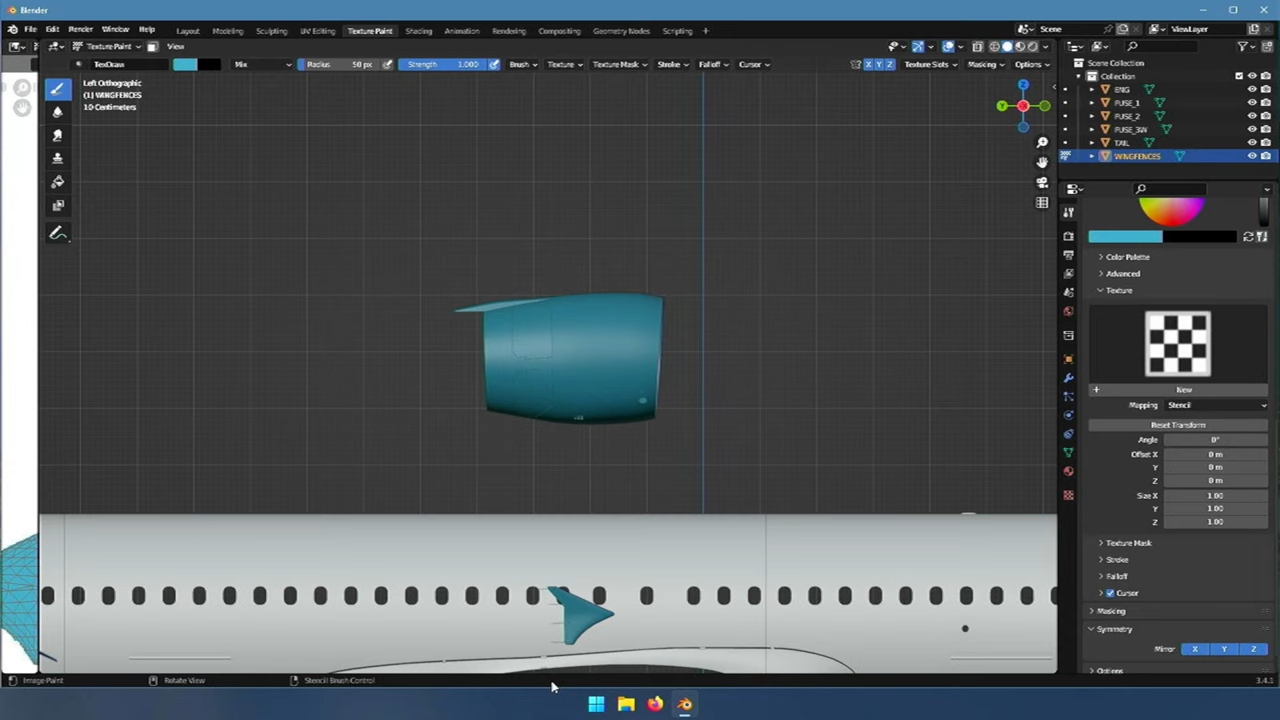 Blender
File Edit Render Window Help
Layout Modeling Sculpting UV Editing Texture Paint Shading Animation Rendering Compositing Geometry Nodes Scripting +
Scene
ViewLayer
Texture Paint View
TexDraw Mix Radius 50 px Strength 1.000 Brush Texture Texture Mask Stroke Falloff Cursor X Y Z Texture Slots Masking Options
Left Orthographic
(1) WINGFENCES
10 Centimeters
Z
Y
Scene Collection
Collection
ENG
FUSE_1
FUSE_2
FUSE_3W
TAIL
WINGFENCES
Color Palette
Advanced
Texture
+ New
Mapping Stencil
Reset Transform
Angle 0°
Offset X 0 m
Y 0 m
Z 0 m
Size X 1.00
Y 1.00
Z 1.00
Texture Mask
Stroke
Falloff
Cursor
Masking
Symmetry
Mirror X Y Z
Options
Image Paint Rotate View Stencil Brush Control 3.4.1